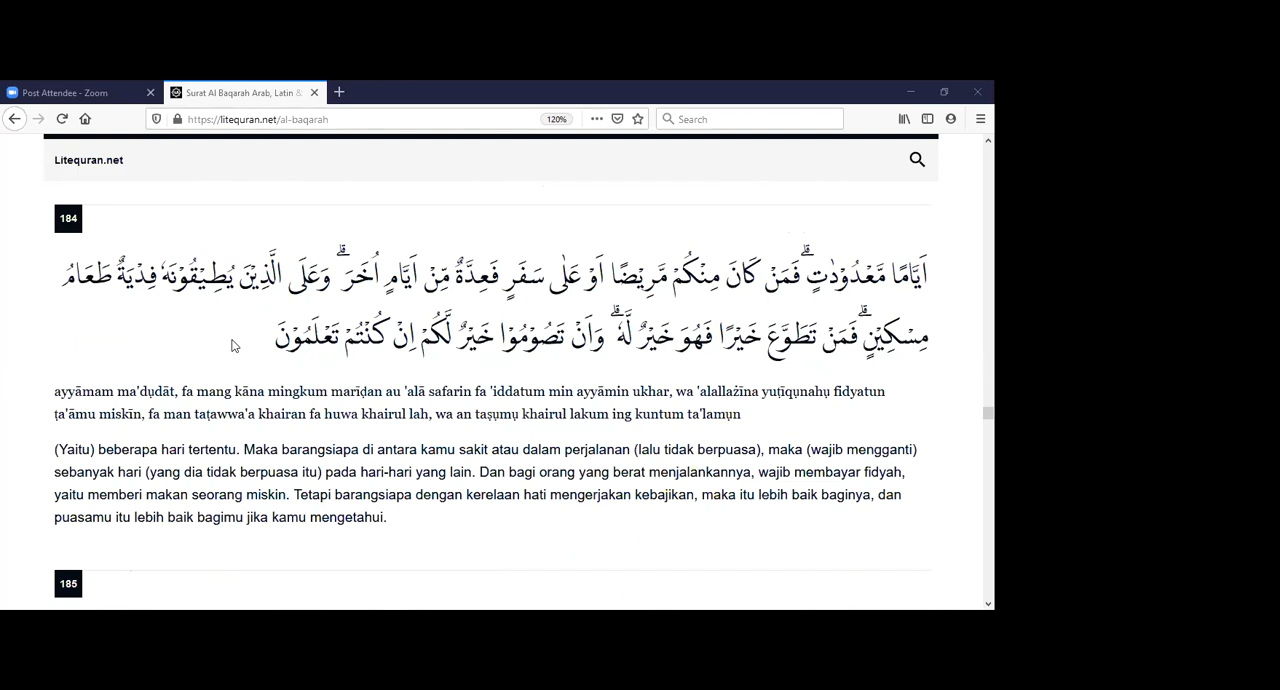 Post Attendee - Zoom
Surat Al Baqarah Arab, Latin &
https://litequran.net/al-baqarah
120%
Search
Litequran.net
184
اَيَّامًا مَّعْدُوْدٰتٍۗ فَمَنْ كَانَ مِنْكُمْ مَّرِيْضًا اَوْ عَلٰى سَفَرٍ فَعِدَّةٌ مِّنْ اَيَّامٍ اُخَرَ ۗ وَعَلَى الَّذِيْنَ يُطِيْقُوْنَهٗ فِدْيَةٌ طَعَامُ
مِسْكِيْنٍۗ فَمَنْ تَطَوَّعَ خَيْرًا فَهُوَ خَيْرٌ لَّهٗ ۗ وَاَنْ تَصُوْمُوْا خَيْرٌ لَّكُمْ اِنْ كُنْتُمْ تَعْلَمُوْنَ
ayyāmam ma'dụdāt, fa mang kāna mingkum marīḍan au 'alā safarin fa 'iddatum min ayyāmin ukhar, wa 'alallażīna yuṭīqụnahụ fidyatun
ṭa'āmu miskīn, fa man taṭawwa'a khairan fa huwa khairul lah, wa an taṣụmụ khairul lakum ing kuntum ta'lamụn
(Yaitu) beberapa hari tertentu. Maka barangsiapa di antara kamu sakit atau dalam perjalanan (lalu tidak berpuasa), maka (wajib mengganti)
sebanyak hari (yang dia tidak berpuasa itu) pada hari-hari yang lain. Dan bagi orang yang berat menjalankannya, wajib membayar fidyah,
yaitu memberi makan seorang miskin. Tetapi barangsiapa dengan kerelaan hati mengerjakan kebajikan, maka itu lebih baik baginya, dan
puasamu itu lebih baik bagimu jika kamu mengetahui.
185